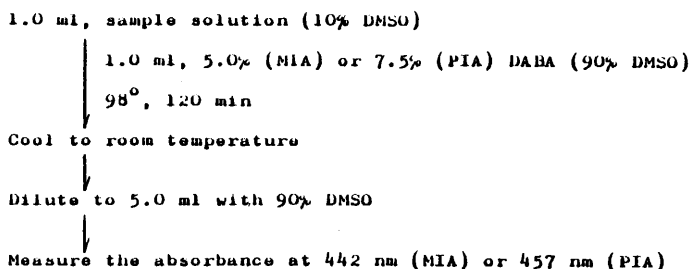 1.0 ml, sample solution (10% DMSO)
1.0 ml, 5.0% (MIA) or 7.5% (PIA) DABA (90% DMSO)
98°, 120 min
Cool to room temperature
Dilute to 5.0 ml with 90% DMSO
Measure the absorbance at 442 nm (MIA) or 457 nm (PIA)